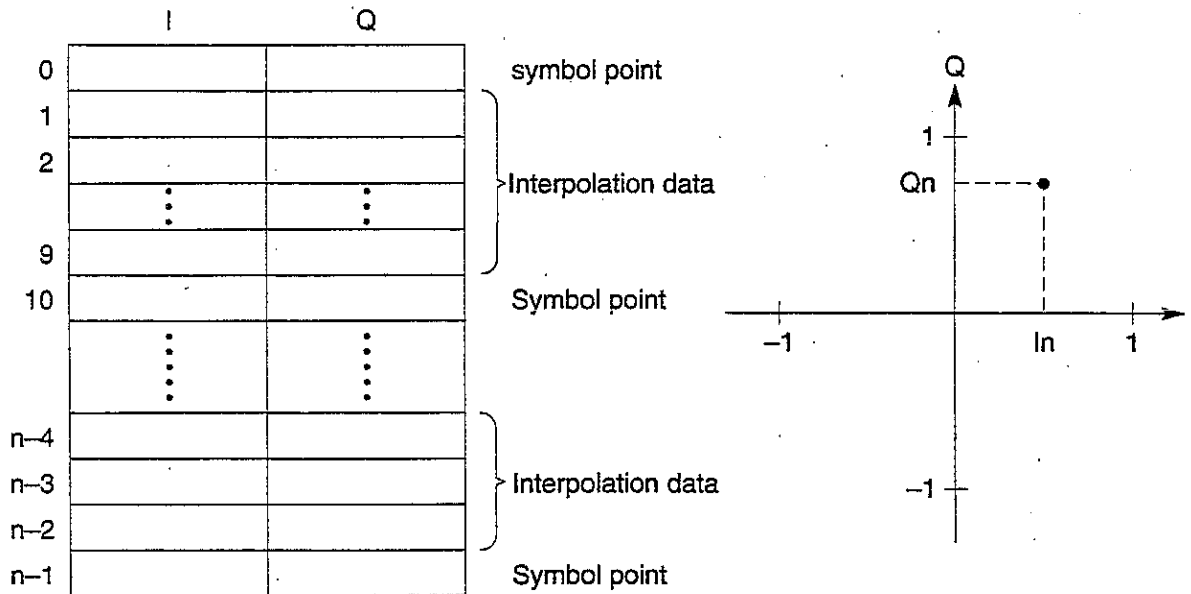 I Q
0 symbol point
1
2
Interpolation data
9
10 Symbol point
n–4
n–3 Interpolation data
n–2
n–1 Symbol point
Q
1
Qn
–1 In 1
–1